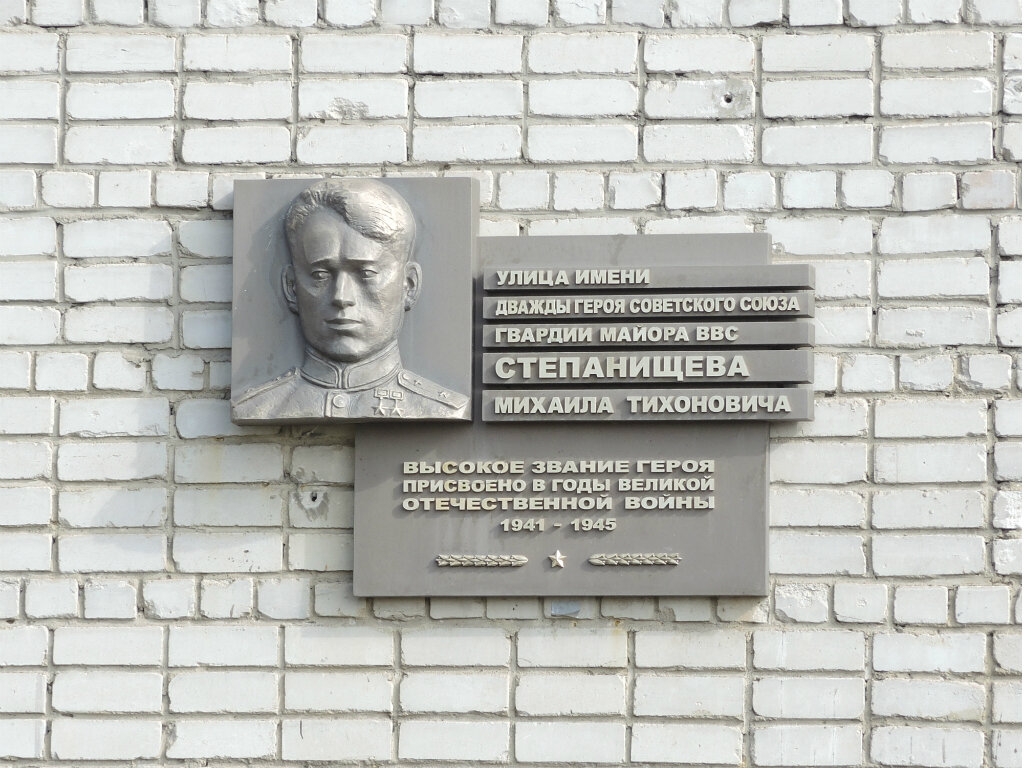 УЛИЦА ИМЕНИ
ДВАЖДЫ ГЕРОЯ СОВЕТСКОГО СОЮЗА
ГВАРДИИ МАЙОРА ВВС
СТЕПАНИЩЕВА
МИХАИЛА ТИХОНОВИЧА
ВЫСОКОЕ ЗВАНИЕ ГЕРОЯ
ПРИСВОЕНО В ГОДЫ ВЕЛИКОЙ
ОТЕЧЕСТВЕННОЙ ВОЙНЫ
1941 - 1945